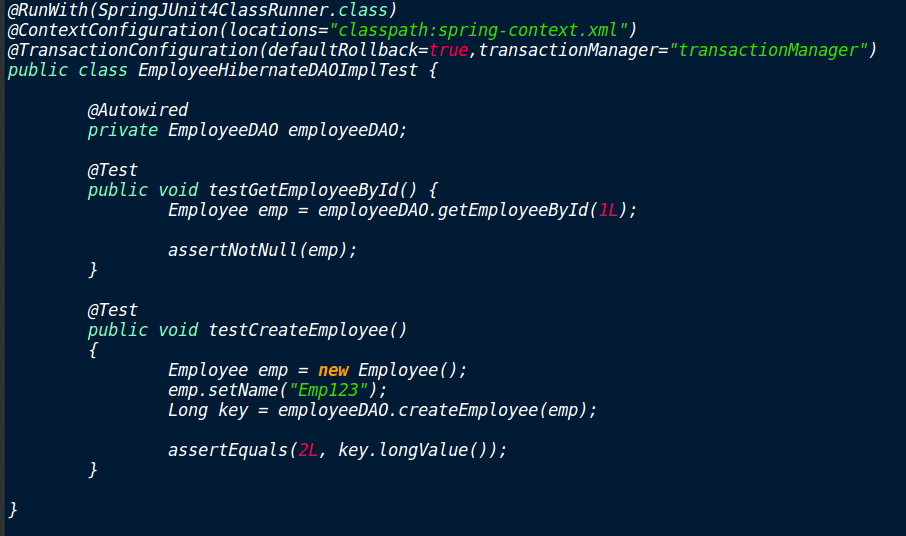 @RunWith(SpringJUnit4ClassRunner.class)
@ContextConfiguration(locations="classpath:spring-context.xml")
@TransactionConfiguration(defaultRollback=true,transactionManager="transactionManager")
public class EmployeeHibernateDAOImplTest {
@Autowired
private EmployeeDAO employeeDAO;
@Test
public void testGetEmployeeById() {
Employee emp = employeeDAO.getEmployeeById(1L);
assertNotNull(emp);
}
@Test
public void testCreateEmployee()
{
Employee emp = new Employee();
emp.setName("Emp123");
Long key = employeeDAO.createEmployee(emp);
assertEquals(2L, key.longValue());
}
}